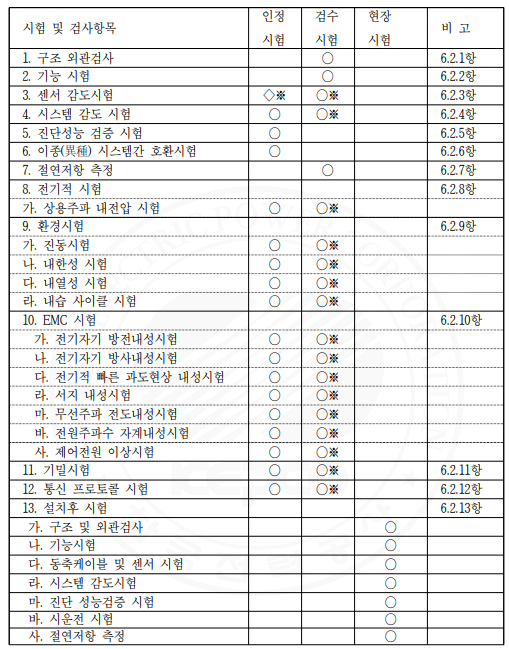 시험 및 검사항목 인정 시험 검수 시험 현장 시험 비 고
1. 구조 외관검사 ○ 6.2.1항
2. 기능 시험 ○ 6.2.2항
3. 센서 감도시험 ◇※ ○※ 6.2.3항
4. 시스템 감도 시험 ○ ○※ 6.2.4항
5. 진단성능 검증 시험 ○ 6.2.5항
6. 이종(異種) 시스템간 호환시험 ○ 6.2.6항
7. 절연저항 측정 ○ 6.2.7항
8. 전기적 시험 6.2.8항
가. 상용주파 내전압 시험 ○ ○※
9. 환경시험 6.2.9항
가. 진동시험 ○ ○※
나. 내한성 시험 ○ ○※
다. 내열성 시험 ○ ○※
라. 내습 사이클 시험 ○ ○※
10. EMC 시험 6.2.10항
가. 전기자기 방전내성시험 ○ ○※
나. 전기자기 방사내성시험 ○ ○※
다. 전기적 빠른 과도현상 내성시험 ○ ○※
라. 서지 내성시험 ○ ○※
마. 무선주파 전도내성시험 ○ ○※
바. 전원주파수 자계내성시험 ○ ○※
사. 제어전원 이상시험 ○ ○※
11. 기밀시험 ○ ○※ 6.2.11항
12. 통신 프로토콜 시험 ○ ○※ 6.2.12항
13. 설치후 시험 6.2.13항
가. 구조 및 외관검사 ○
나. 기능시험 ○
다. 동축케이블 및 센서 시험 ○
라. 시스템 감도시험 ○
마. 진단 성능검증 시험 ○
바. 시운전 시험 ○
사. 절연저항 측정 ○